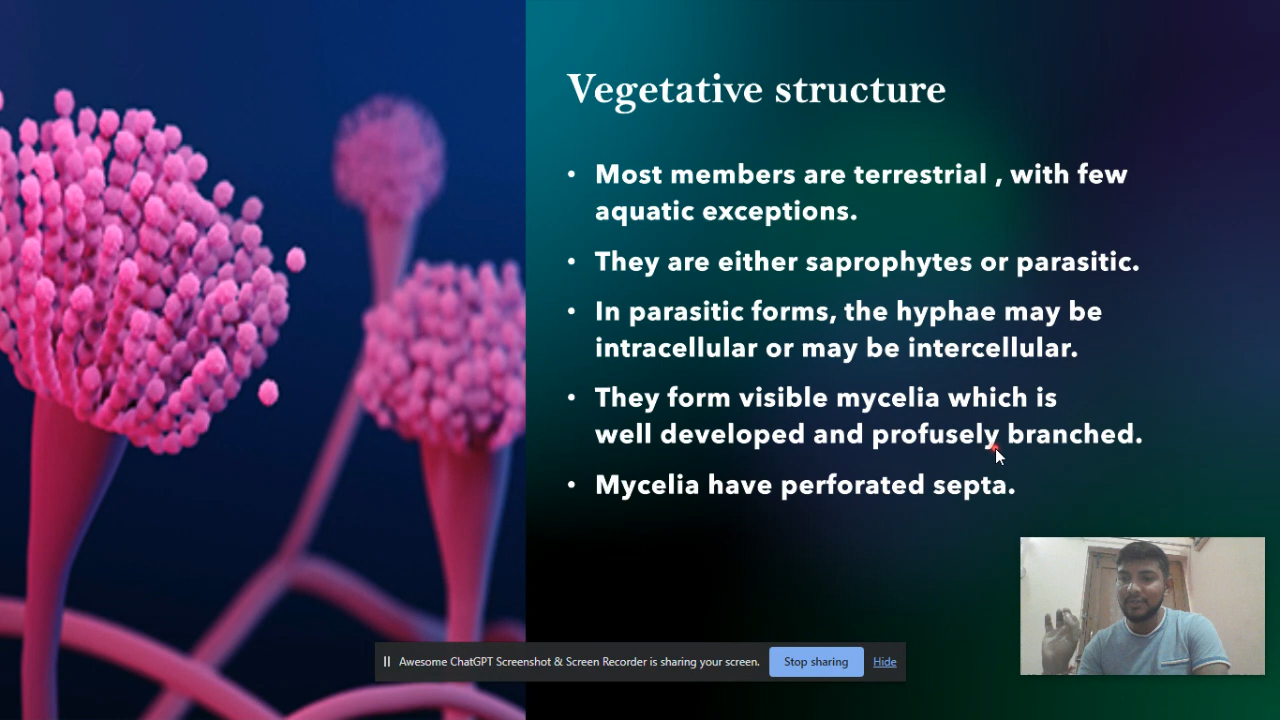 Vegetative structure
• Most members are terrestrial , with few
aquatic exceptions.
• They are either saprophytes or parasitic.
• In parasitic forms, the hyphae may be
intracellular or may be intercellular.
• They form visible mycelia which is
well developed and profusely branched.
• Mycelia have perforated septa.
Awesome ChatGPT Screenshot & Screen Recorder is sharing your screen. Stop sharing Hide